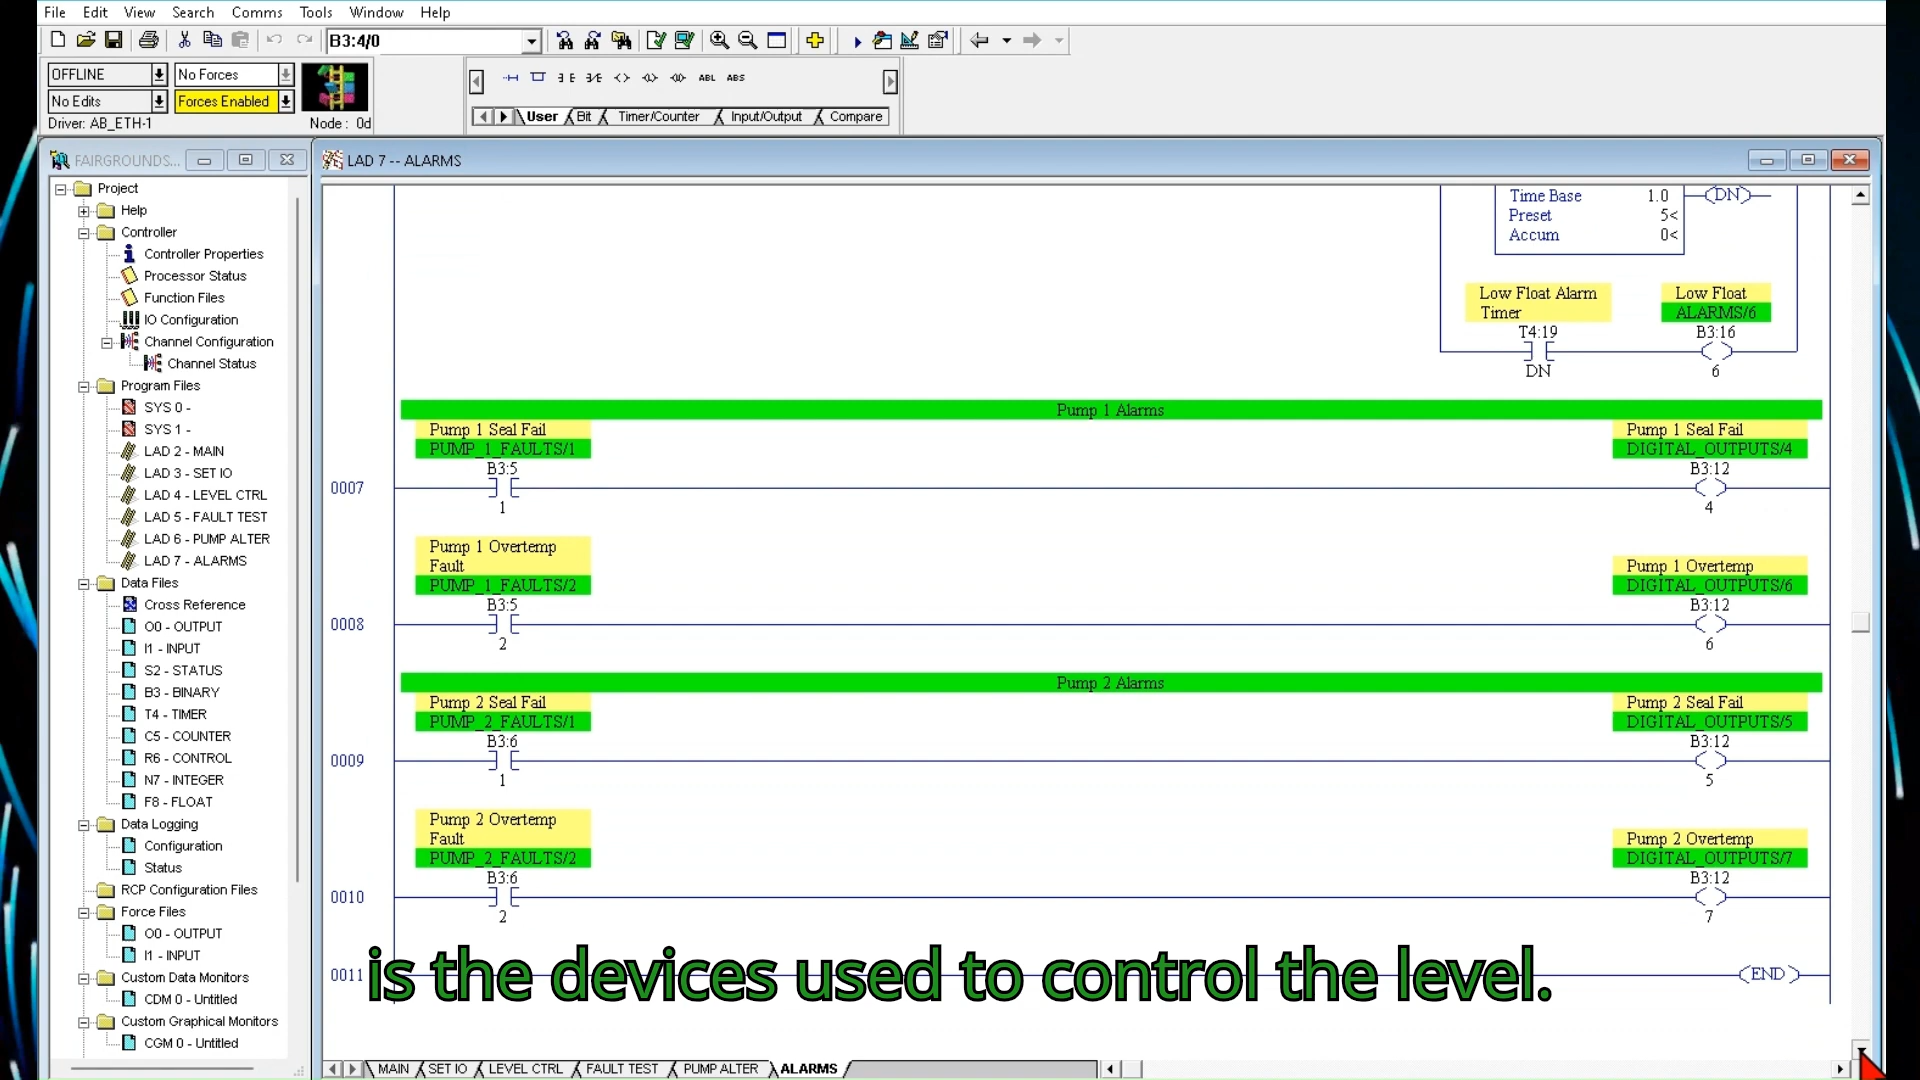 File Edit View Search Comms Tools Window Help
B3:4/0
OFFLINE No Forces
No Edits Forces Enabled
Driver: AB_ETH-1 Node : 0d
ABL ABS
User Bit Timer/Counter Input/Output Compare
FAIRGROUNDS...
Project
Help
Controller
Controller Properties
Processor Status
Function Files
IO Configuration
Channel Configuration
Channel Status
Program Files
SYS 0 -
SYS 1 -
LAD 2 - MAIN
LAD 3 - SET IO
LAD 4 - LEVEL CTRL
LAD 5 - FAULT TEST
LAD 6 - PUMP ALTER
LAD 7 - ALARMS
Data Files
Cross Reference
O0 - OUTPUT
I1 - INPUT
S2 - STATUS
B3 - BINARY
T4 - TIMER
C5 - COUNTER
R6 - CONTROL
N7 - INTEGER
F8 - FLOAT
Data Logging
Configuration
Status
RCP Configuration Files
Force Files
O0 - OUTPUT
I1 - INPUT
Custom Data Monitors
CDM 0 - Untitled
Custom Graphical Monitors
CGM 0 - Untitled
LAD 7 -- ALARMS
Time Base 1.0 DN
Preset 5<
Accum 0<
Low Float Alarm
Timer
T4:19
DN
Low Float
ALARMS/6
B3:16
6
Pump 1 Alarms
Pump 1 Seal Fail
PUMP_1_FAULTS/1
B3:5
0007
1
Pump 1 Seal Fail
DIGITAL_OUTPUTS/4
B3:12
4
Pump 1 Overtemp
Fault
PUMP_1_FAULTS/2
B3:5
0008
2
Pump 1 Overtemp
DIGITAL_OUTPUTS/6
B3:12
6
Pump 2 Alarms
Pump 2 Seal Fail
PUMP_2_FAULTS/1
B3:6
0009
1
Pump 2 Seal Fail
DIGITAL_OUTPUTS/5
B3:12
5
Pump 2 Overtemp
Fault
PUMP_2_FAULTS/2
B3:6
0010
2
Pump 2 Overtemp
DIGITAL_OUTPUTS/7
B3:12
7
0011 END
is the devices used to control the level.
MAIN SET IO LEVEL CTRL FAULT TEST PUMP ALTER ALARMS